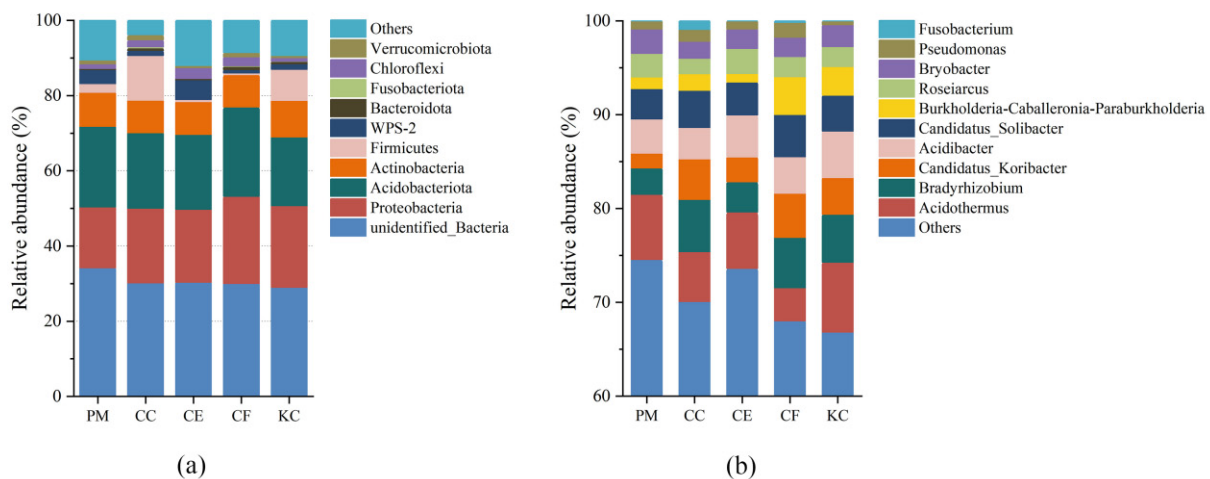 100
80
60
40
20
0
Relative abundance (%)
PM CC CE CF KC
Others
Verrucomicrobiota
Chloroflexi
Fusobacteriota
Bacteroidota
WPS-2
Firmicutes
Actinobacteria
Acidobacteriota
Proteobacteria
unidentified_Bacteria
(a)
100
90
80
70
60
Relative abundance (%)
PM CC CE CF KC
Fusobacterium
Pseudomonas
Bryobacter
Roseiarcus
Burkholderia-Caballeronia-Paraburkholderia
Candidatus_Solibacter
Acidibacter
Candidatus_Koribacter
Bradyrhizobium
Acidothermus
Others
(b)